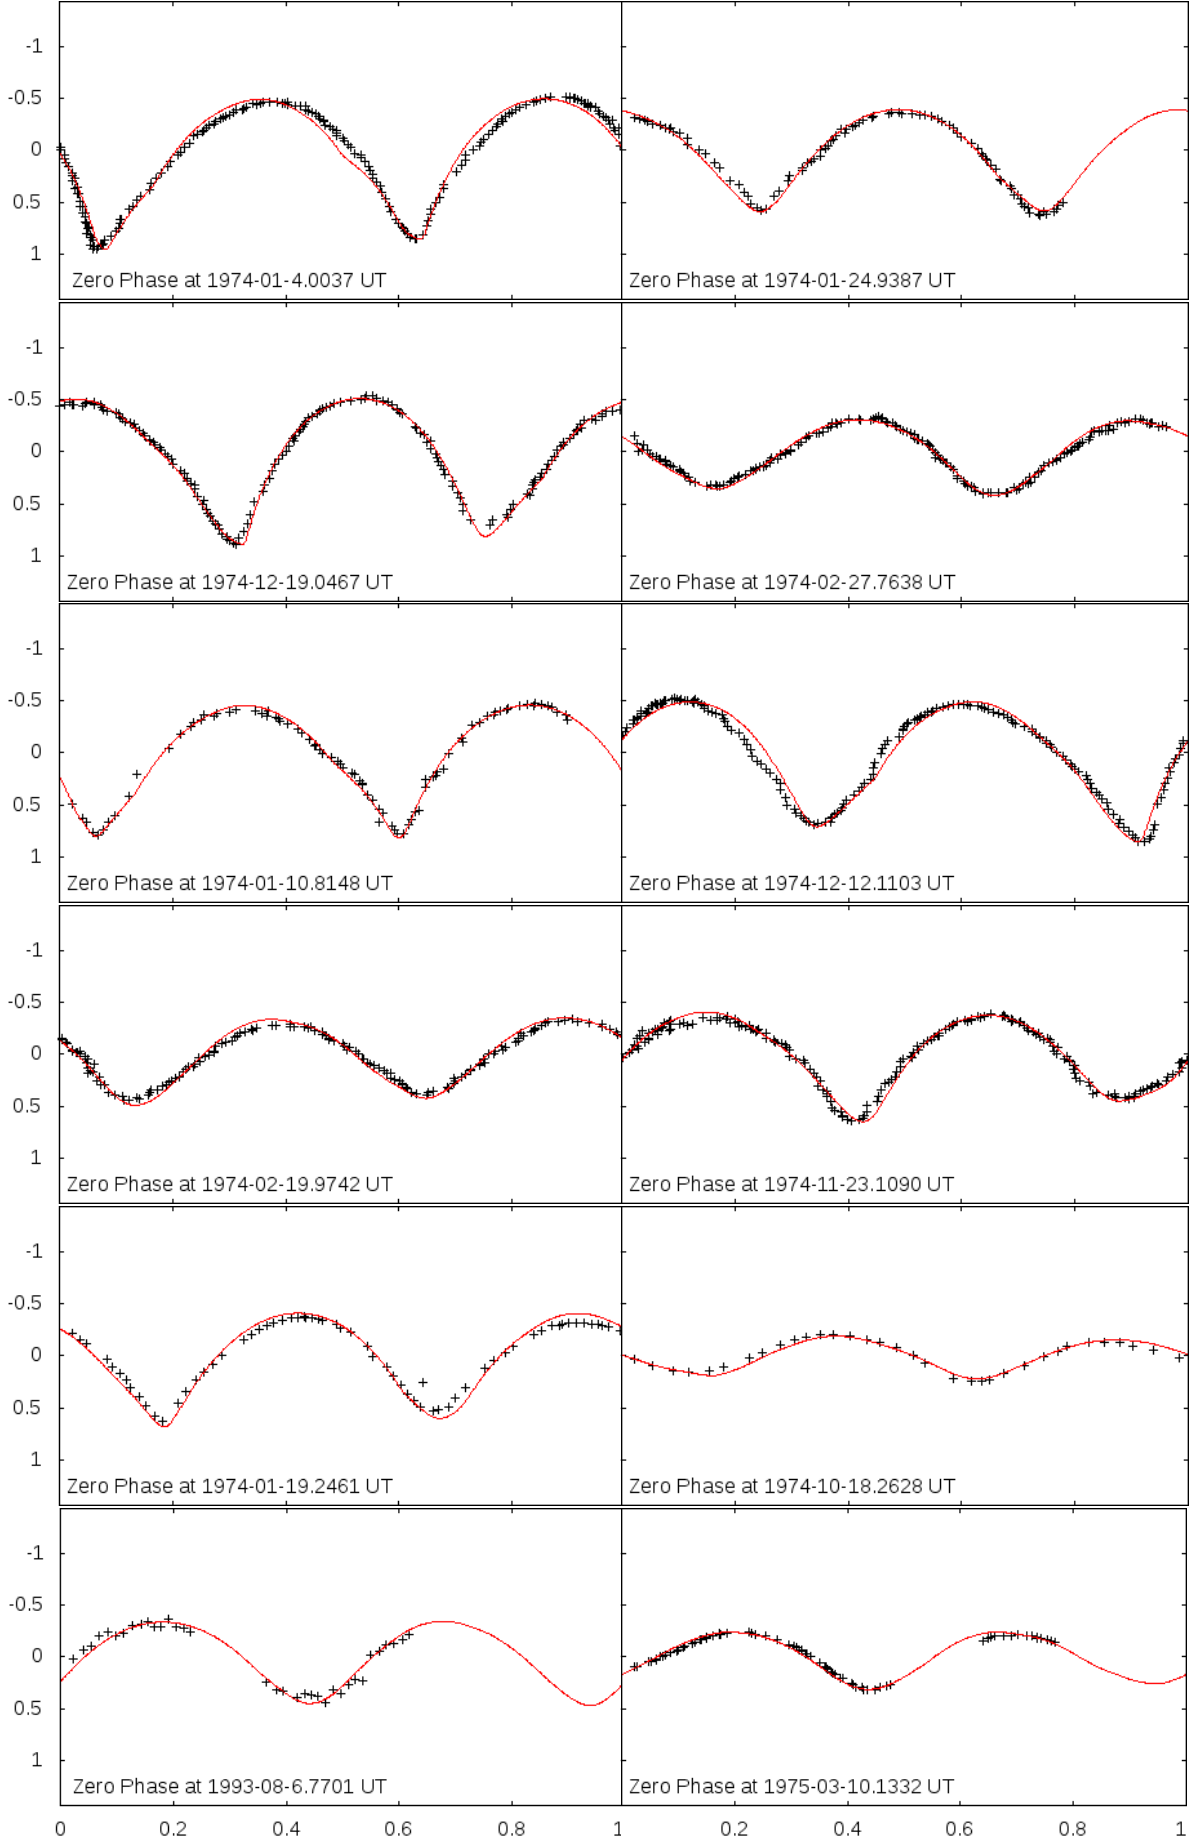 -1
-0.5
0
0.5
1
Zero Phase at 1974-01-4.0037 UT
Zero Phase at 1974-01-24.9387 UT
-1
-0.5
0
0.5
1
Zero Phase at 1974-12-19.0467 UT
Zero Phase at 1974-02-27.7638 UT
-1
-0.5
0
0.5
1
Zero Phase at 1974-01-10.8148 UT
Zero Phase at 1974-12-12.1103 UT
-1
-0.5
0
0.5
1
Zero Phase at 1974-02-19.9742 UT
Zero Phase at 1974-11-23.1090 UT
-1
-0.5
0
0.5
1
Zero Phase at 1974-01-19.2461 UT
Zero Phase at 1974-10-18.2628 UT
-1
-0.5
0
0.5
1
Zero Phase at 1993-08-6.7701 UT
Zero Phase at 1975-03-10.1332 UT
0 0.2 0.4 0.6 0.8 1 0.2 0.4 0.6 0.8 1